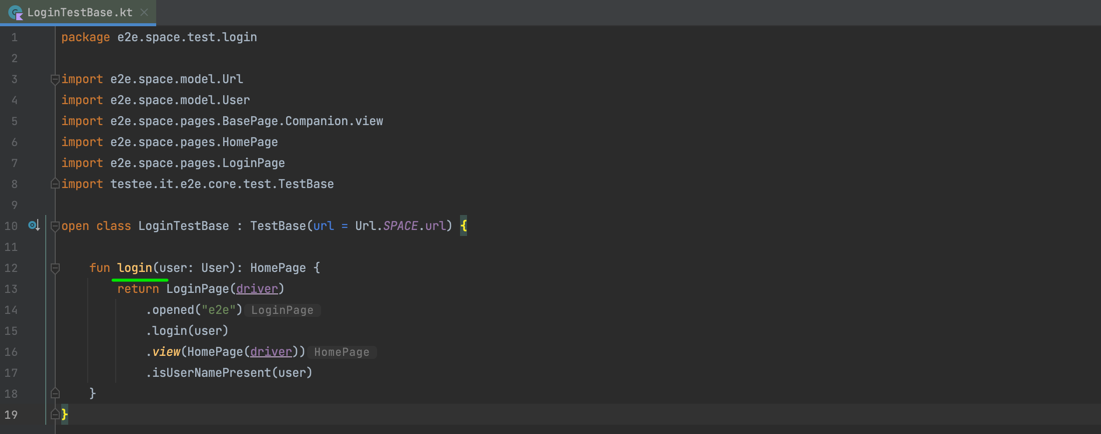 LoginTestBase.kt
1 package e2e.space.test.login
2
3 import e2e.space.model.Url
4 import e2e.space.model.User
5 import e2e.space.pages.BasePage.Companion.view
6 import e2e.space.pages.HomePage
7 import e2e.space.pages.LoginPage
8 import testee.it.e2e.core.test.TestBase
9
10 open class LoginTestBase : TestBase(url = Url.SPACE.url) {
11
12 fun login(user: User): HomePage {
13 return LoginPage(driver)
14 .opened("e2e") LoginPage
15 .login(user)
16 .view(HomePage(driver)) HomePage
17 .isUserNamePresent(user)
18 }
19 }